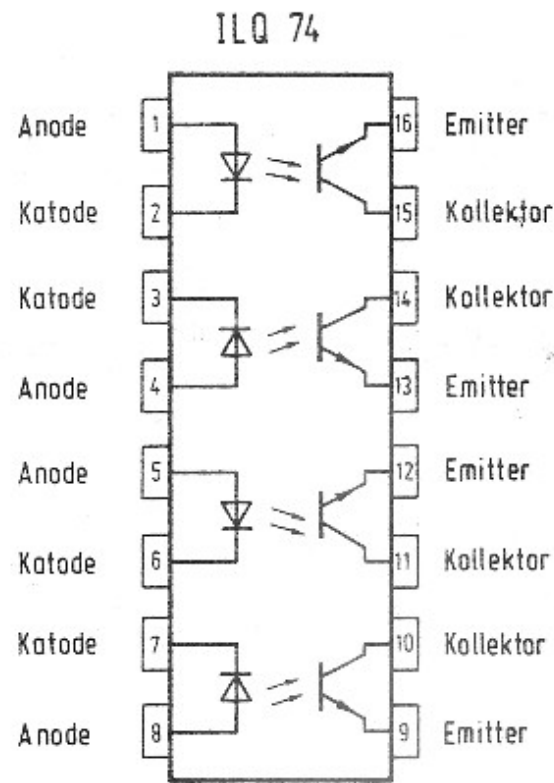 ILQ 74
Anode 1 16 Emitter
Katode 2 15 Kollektor
Katode 3 14 Kollektor
Anode 4 13 Emitter
Anode 5 12 Emitter
Katode 6 11 Kollektor
Katode 7 10 Kollektor
Anode 8 9 Emitter